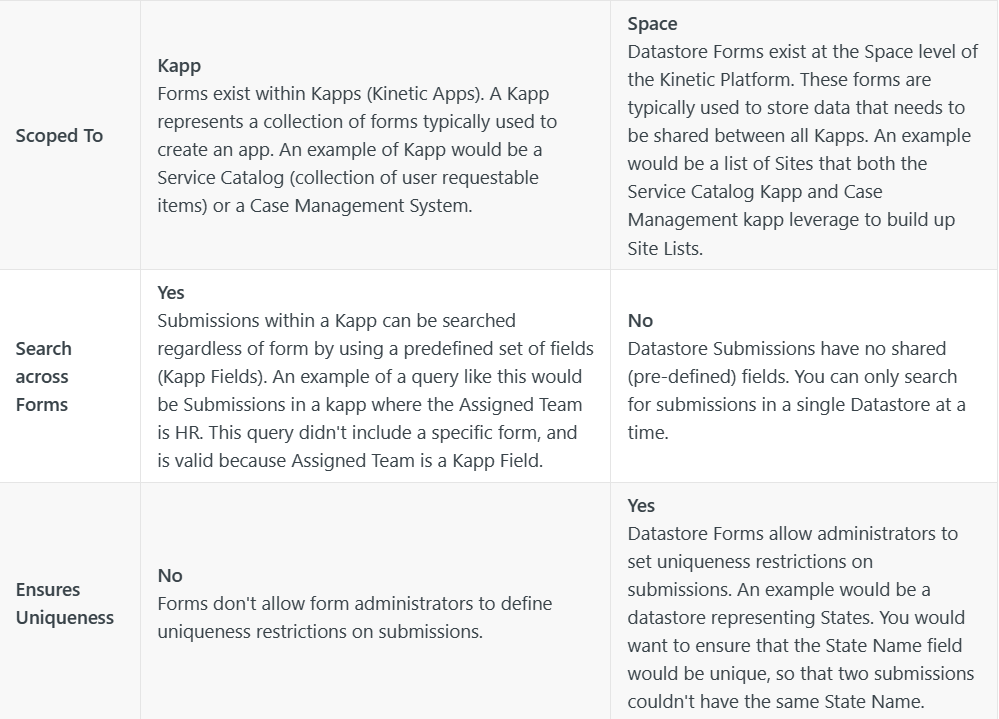 Scoped To
Kapp
Forms exist within Kapps (Kinetic Apps). A Kapp
represents a collection of forms typically used to
create an app. An example of Kapp would be a
Service Catalog (collection of user requestable
items) or a Case Management System.
Space
Datastore Forms exist at the Space level of
the Kinetic Platform. These forms are
typically used to store data that needs to
be shared between all Kapps. An example
would be a list of Sites that both the
Service Catalog Kapp and Case
Management kapp leverage to build up
Site Lists.
Search
across
Forms
Yes
Submissions within a Kapp can be searched
regardless of form by using a predefined set of fields
(Kapp Fields). An example of a query like this would
be Submissions in a kapp where the Assigned Team
is HR. This query didn't include a specific form, and
is valid because Assigned Team is a Kapp Field.
No
Datastore Submissions have no shared
(pre-defined) fields. You can only search
for submissions in a single Datastore at a
time.
Ensures
Uniqueness
No
Forms don't allow form administrators to define
uniqueness restrictions on submissions.
Yes
Datastore Forms allow administrators to
set uniqueness restrictions on
submissions. An example would be a
datastore representing States. You would
want to ensure that the State Name field
would be unique, so that two submissions
couldn't have the same State Name.